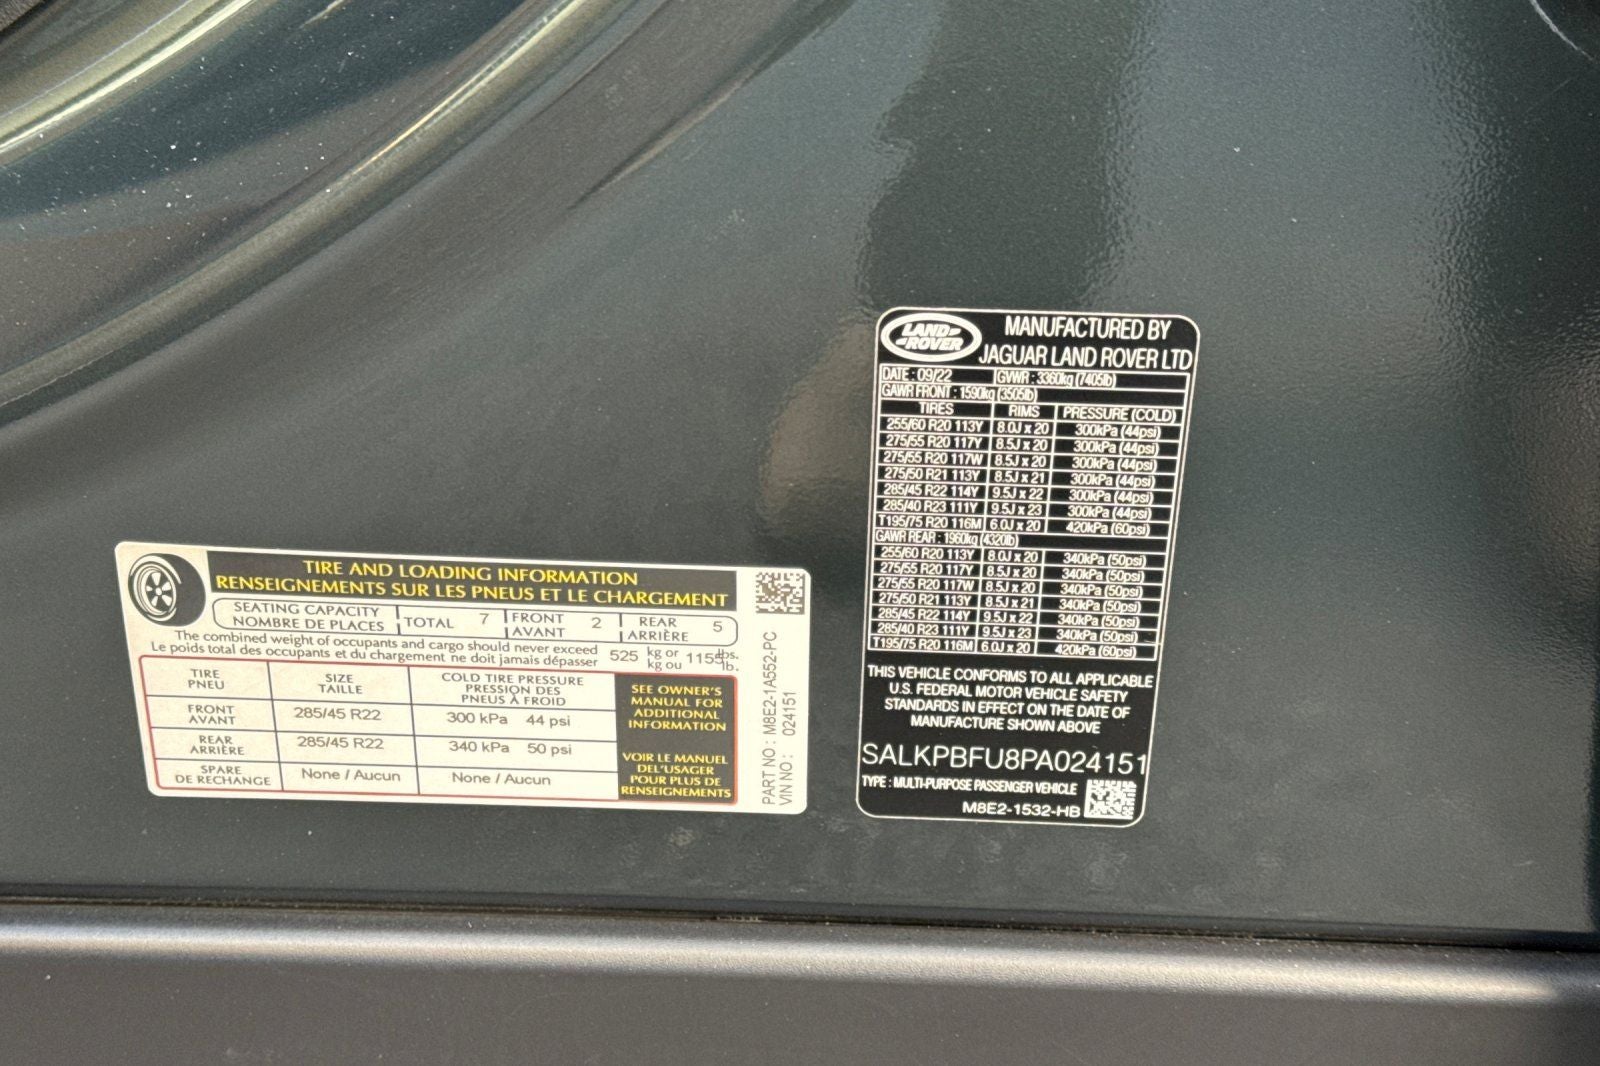 TIRE AND LOADING INFORMATION
RENSEIGNEMENTS SUR LES PNEUS ET LE CHARGEMENT
SEATING CAPACITY
NOMBRE DE PLACES
TOTAL 7
FRONT
AVANT
2
REAR
ARRIÈRE
5
The combined weight of occupants and cargo should never exceed
Le poids total des occupants et du chargement ne doit jamais dépasser
525 kg or
kg ou
1155 lbs.
lb.
TIRE
PNEU
SIZE
TAILLE
COLD TIRE PRESSURE
PRESSION DES
PNEUS À FROID
FRONT
AVANT
285/45 R22
300 kPa 44 psi
REAR
ARRIÈRE
285/45 R22
340 kPa 50 psi
SPARE
DE RECHANGE
None / Aucun
None / Aucun
SEE OWNER'S
MANUAL FOR
ADDITIONAL
INFORMATION
VOIR LE MANUEL
DEL'USAGER
POUR PLUS DE
RENSEIGNEMENTS
PART NO : M8E2-1A552-PC
VIN NO : 024151
LAND
ROVER
MANUFACTURED BY
JAGUAR LAND ROVER LTD
DATE : 09/22 GVWR : 3360kg (7405lb)
GAWR FRONT : 1590kg (3505lb)
TIRES RIMS PRESSURE (COLD)
255/60 R20 113Y 8.0J x 20 300kPa (44psi)
275/55 R20 117Y 8.5J x 20 300kPa (44psi)
275/55 R20 117W 8.5J x 20 300kPa (44psi)
275/50 R21 113Y 8.5J x 21 300kPa (44psi)
285/45 R22 114Y 9.5J x 22 300kPa (44psi)
285/40 R23 111Y 9.5J x 23 300kPa (44psi)
T195/75 R20 116M 6.0J x 20 420kPa (60psi)
GAWR REAR : 1960kg (4320lb)
255/60 R20 113Y 8.0J x 20 340kPa (50psi)
275/55 R20 117Y 8.5J x 20 340kPa (50psi)
275/55 R20 117W 8.5J x 20 340kPa (50psi)
275/50 R21 113Y 8.5J x 21 340kPa (50psi)
285/45 R22 114Y 9.5J x 22 340kPa (50psi)
285/40 R23 111Y 9.5J x 23 340kPa (50psi)
T195/75 R20 116M 6.0J x 20 420kPa (60psi)
THIS VEHICLE CONFORMS TO ALL APPLICABLE
U.S. FEDERAL MOTOR VEHICLE SAFETY
STANDARDS IN EFFECT ON THE DATE OF
MANUFACTURE SHOWN ABOVE
SALKPBFU8PA024151
TYPE : MULTI-PURPOSE PASSENGER VEHICLE
M8E2-1532-HB